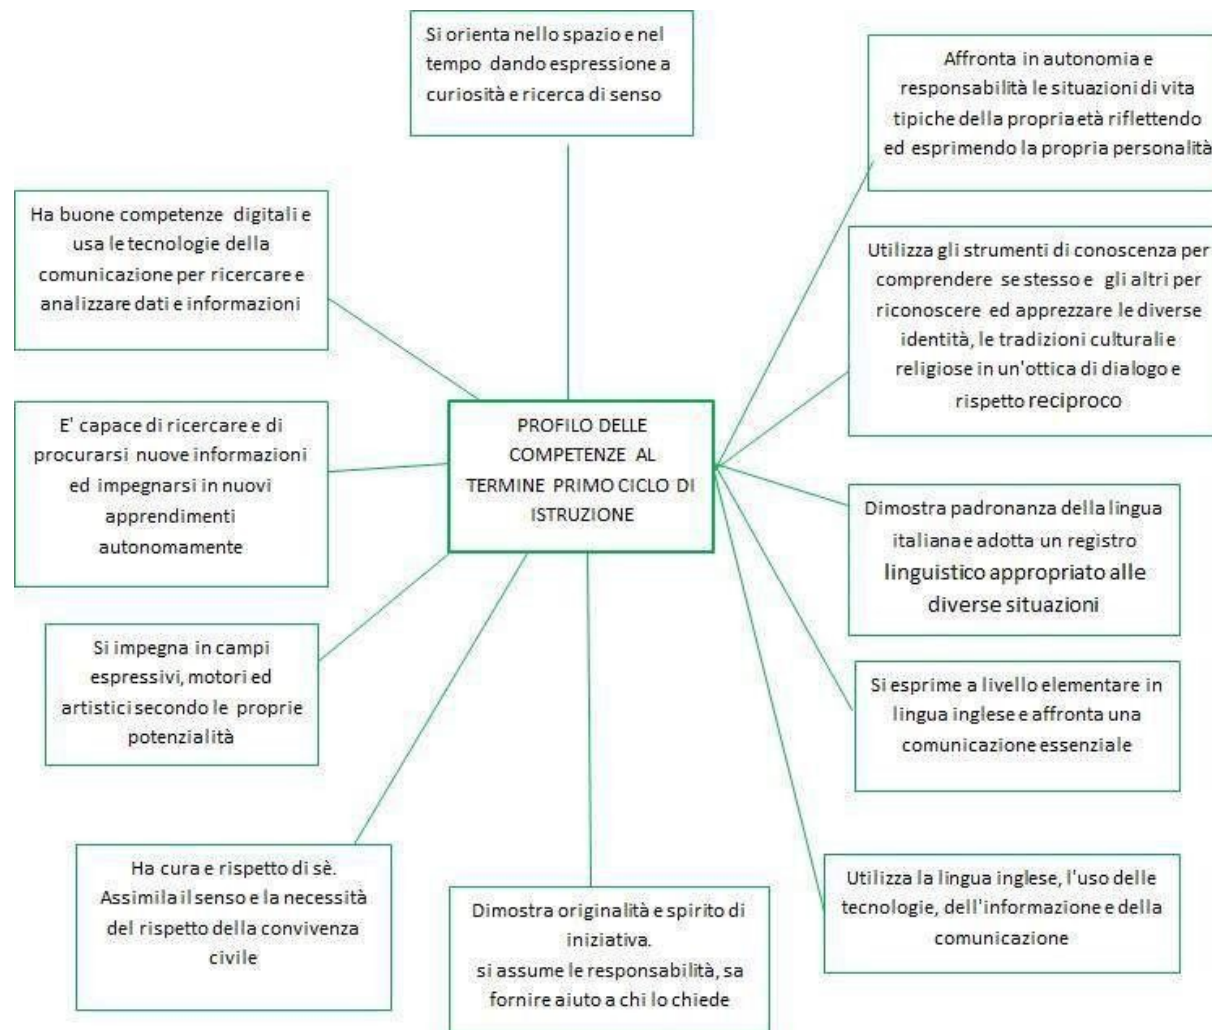 Si orienta nello spazio e nel
tempo dando espressione a
curiosità e ricerca di senso
Affronta in autonomia e
responsabilità le situazioni di vita
tipiche della propria età riflettendo
ed esprimendo la propria personalità
Ha buone competenze digitali e
usa le tecnologie della
comunicazione per ricercare e
analizzare dati e informazioni
Utilizza gli strumenti di conoscenza per
comprendere se stesso e gli altri per
riconoscere ed apprezzare le diverse
identità, le tradizioni culturali e
religiose in un'ottica di dialogo e
rispetto reciproco
E' capace di ricercare e di
procurarsi nuove informazioni
ed impegnarsi in nuovi
apprendimenti
autonomamente
PROFILO DELLE
COMPETENZE AL
TERMINE PRIMO CICLO DI
ISTRUZIONE
Dimostra padronanza della lingua
italiana e adotta un registro
linguistico appropriato alle
diverse situazioni
Si impegna in campi
espressivi, motori ed
artistici secondo le proprie
potenzialità
Si esprime a livello elementare in
lingua inglese e affronta una
comunicazione essenziale
Ha cura e rispetto di sè.
Assimila il senso e la necessità
del rispetto della convivenza
civile
Dimostra originalità e spirito di
iniziativa.
si assume le responsabilità, sa
fornire aiuto a chi lo chiede
Utilizza la lingua inglese, l'uso delle
tecnologie, dell'informazione e della
comunicazione